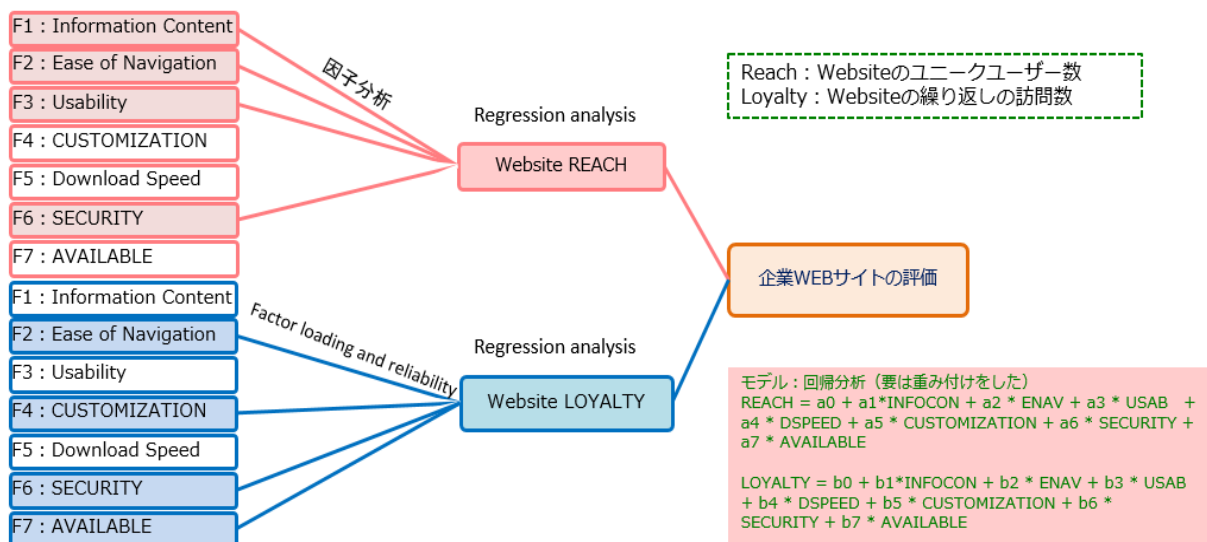 F1：Information Content
F2：Ease of Navigation
F3：Usability
F4：CUSTOMIZATION
F5：Download Speed
F6：SECURITY
F7：AVAILABLE
F1：Information Content
F2：Ease of Navigation
F3：Usability
F4：CUSTOMIZATION
F5：Download Speed
F6：SECURITY
F7：AVAILABLE
因子分析
Factor loading and reliability
Regression analysis
Website REACH
Regression analysis
Website LOYALTY
Reach：Websiteのユニークユーザー数
Loyalty：Websiteの繰り返しの訪問数
企業WEBサイトの評価
モデル：回帰分析（要は重み付けをした）
REACH = a0 + a1*INFOCON + a2 * ENAV + a3 * USAB +
a4 * DSPEED + a5 * CUSTOMIZATION + a6 * SECURITY +
a7 * AVAILABLE
LOYALTY = b0 + b1*INFOCON + b2 * ENAV + b3 * USAB
+ b4 * DSPEED + b5 * CUSTOMIZATION + b6 *
SECURITY + b7 * AVAILABLE